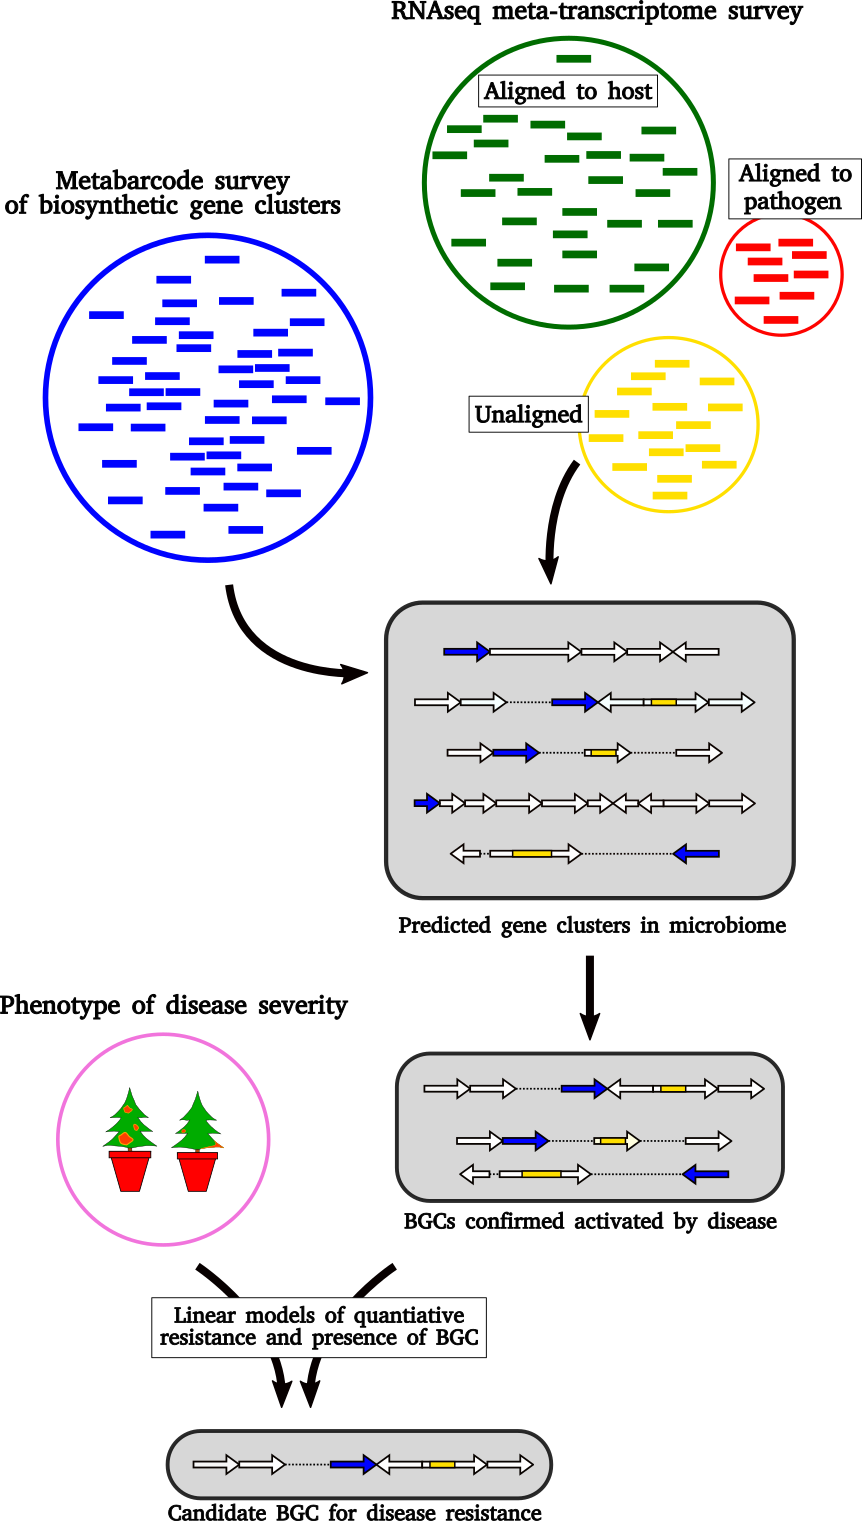 RNAseq meta-transcriptome survey
Aligned to host
Aligned to
pathogen
Metabarcode survey
of biosynthetic gene clusters
Unaligned
Predicted gene clusters in microbiome
Phenotype of disease severity
BGCs confirmed activated by disease
Linear models of quantiative
resistance and presence of BGC
Candidate BGC for disease resistance